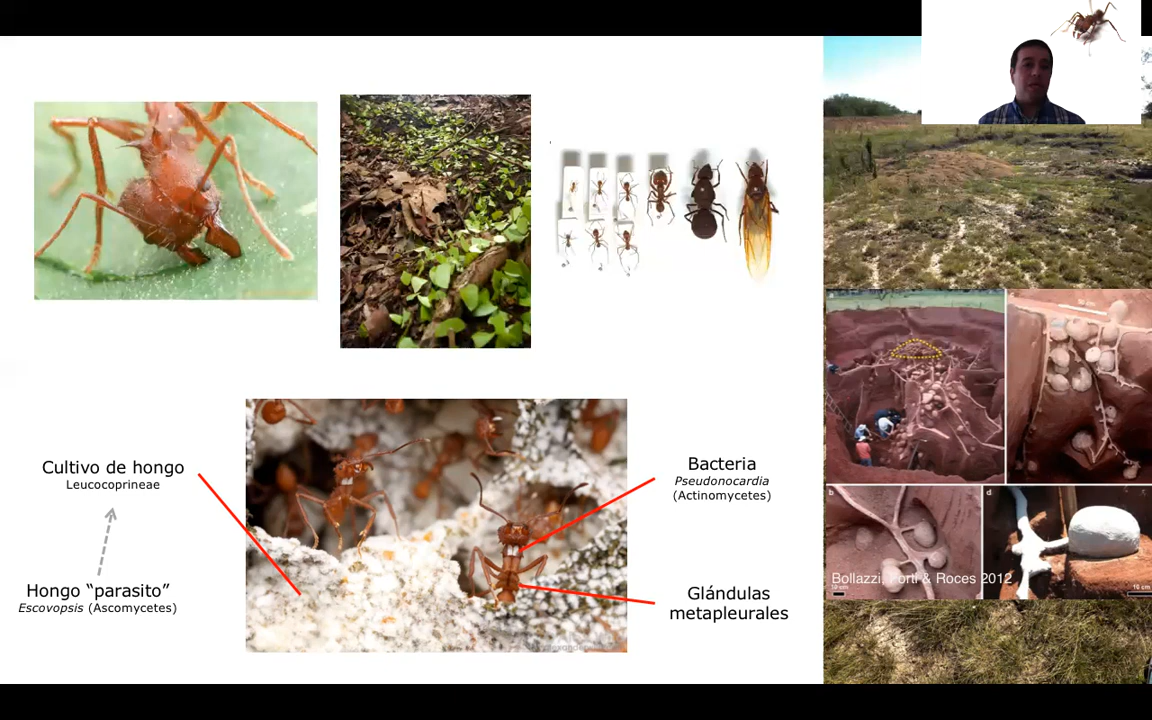 Cultivo de hongo
Leucocoprineae
Hongo “parasito”
Escovopsis (Ascomycetes)
Bacteria
Pseudonocardia
(Actinomycetes)
Glándulas
metapleurales
a
b
d
Bollazzi, Forti & Roces 2012